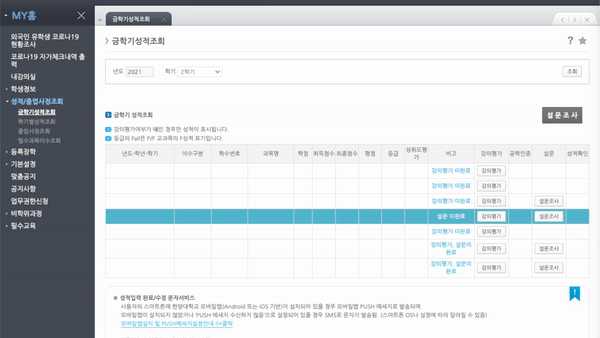 MY홈
금학기성적조회
외국인 유학생 코로나19
현황조사
코로나19 자가체크내역 출
력
내강의실
학생정보
성적/졸업사정조회
금학기성적조회
학기별성적조회
졸업사정조회
필수과목이수조회
등록장학
기본설정
맞춤공지
공지사항
업무권한신청
비학위과정
필수교육
금학기성적조회
년도 2021 학기 2학기 조회
금학기 성적조회 설문조사
1 강의평가여부가 예인 경우만 성적이 표시됩니다.
2 등급의 Fail은 P/F 교과목의 F성적 표기입니다.
년도-학년-학기 이수구분 학수번호 과목명 학점 취득점수 최종점수 평점 등급 성취도평가 비고 강의평가 공학인증 설문 성적확인
강의평가 미완료 강의평가
강의평가 미완료 강의평가
강의평가 미완료 강의평가 설문조사
설문 미완료 강의평가 설문조사
강의평가 미완료 강의평가
강의평가, 설문미완료 강의평가 설문조사
강의평가, 설문미완료 강의평가 설문조사
성적입력 완료/수정 문자서비스
사용자의 스마트폰에 한양대학교 모바일앱(Android 또는 iOS 기반)이 설치되어 있을 경우 모바일앱 PUSH 메세지로 발송되며
모바일앱이 설치되지 않았거나 'PUSH 메세지 수신하지 않음'으로 설정되어 있을 경우 SMS로 문자가 발송됨. (스마트폰 OS나 설정에 따라 달라질 수 있음)
모바일앱설치 및 PUSH메세지설정안내 <=클릭